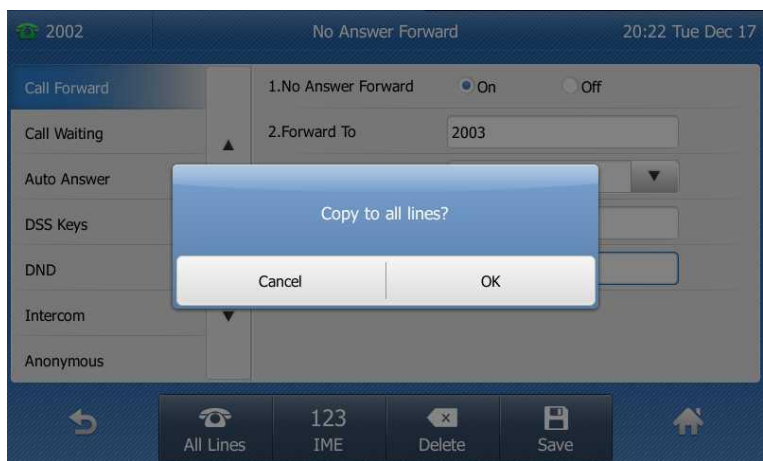 2002 No Answer Forward 20:22 Tue Dec 17
Call Forward
Call Waiting
Auto Answer
DSS Keys
DND
Intercom
Anonymous
1.No Answer Forward On Off
2.Forward To 2003
Copy to all lines?
Cancel OK
All Lines
123
IME
Delete
Save